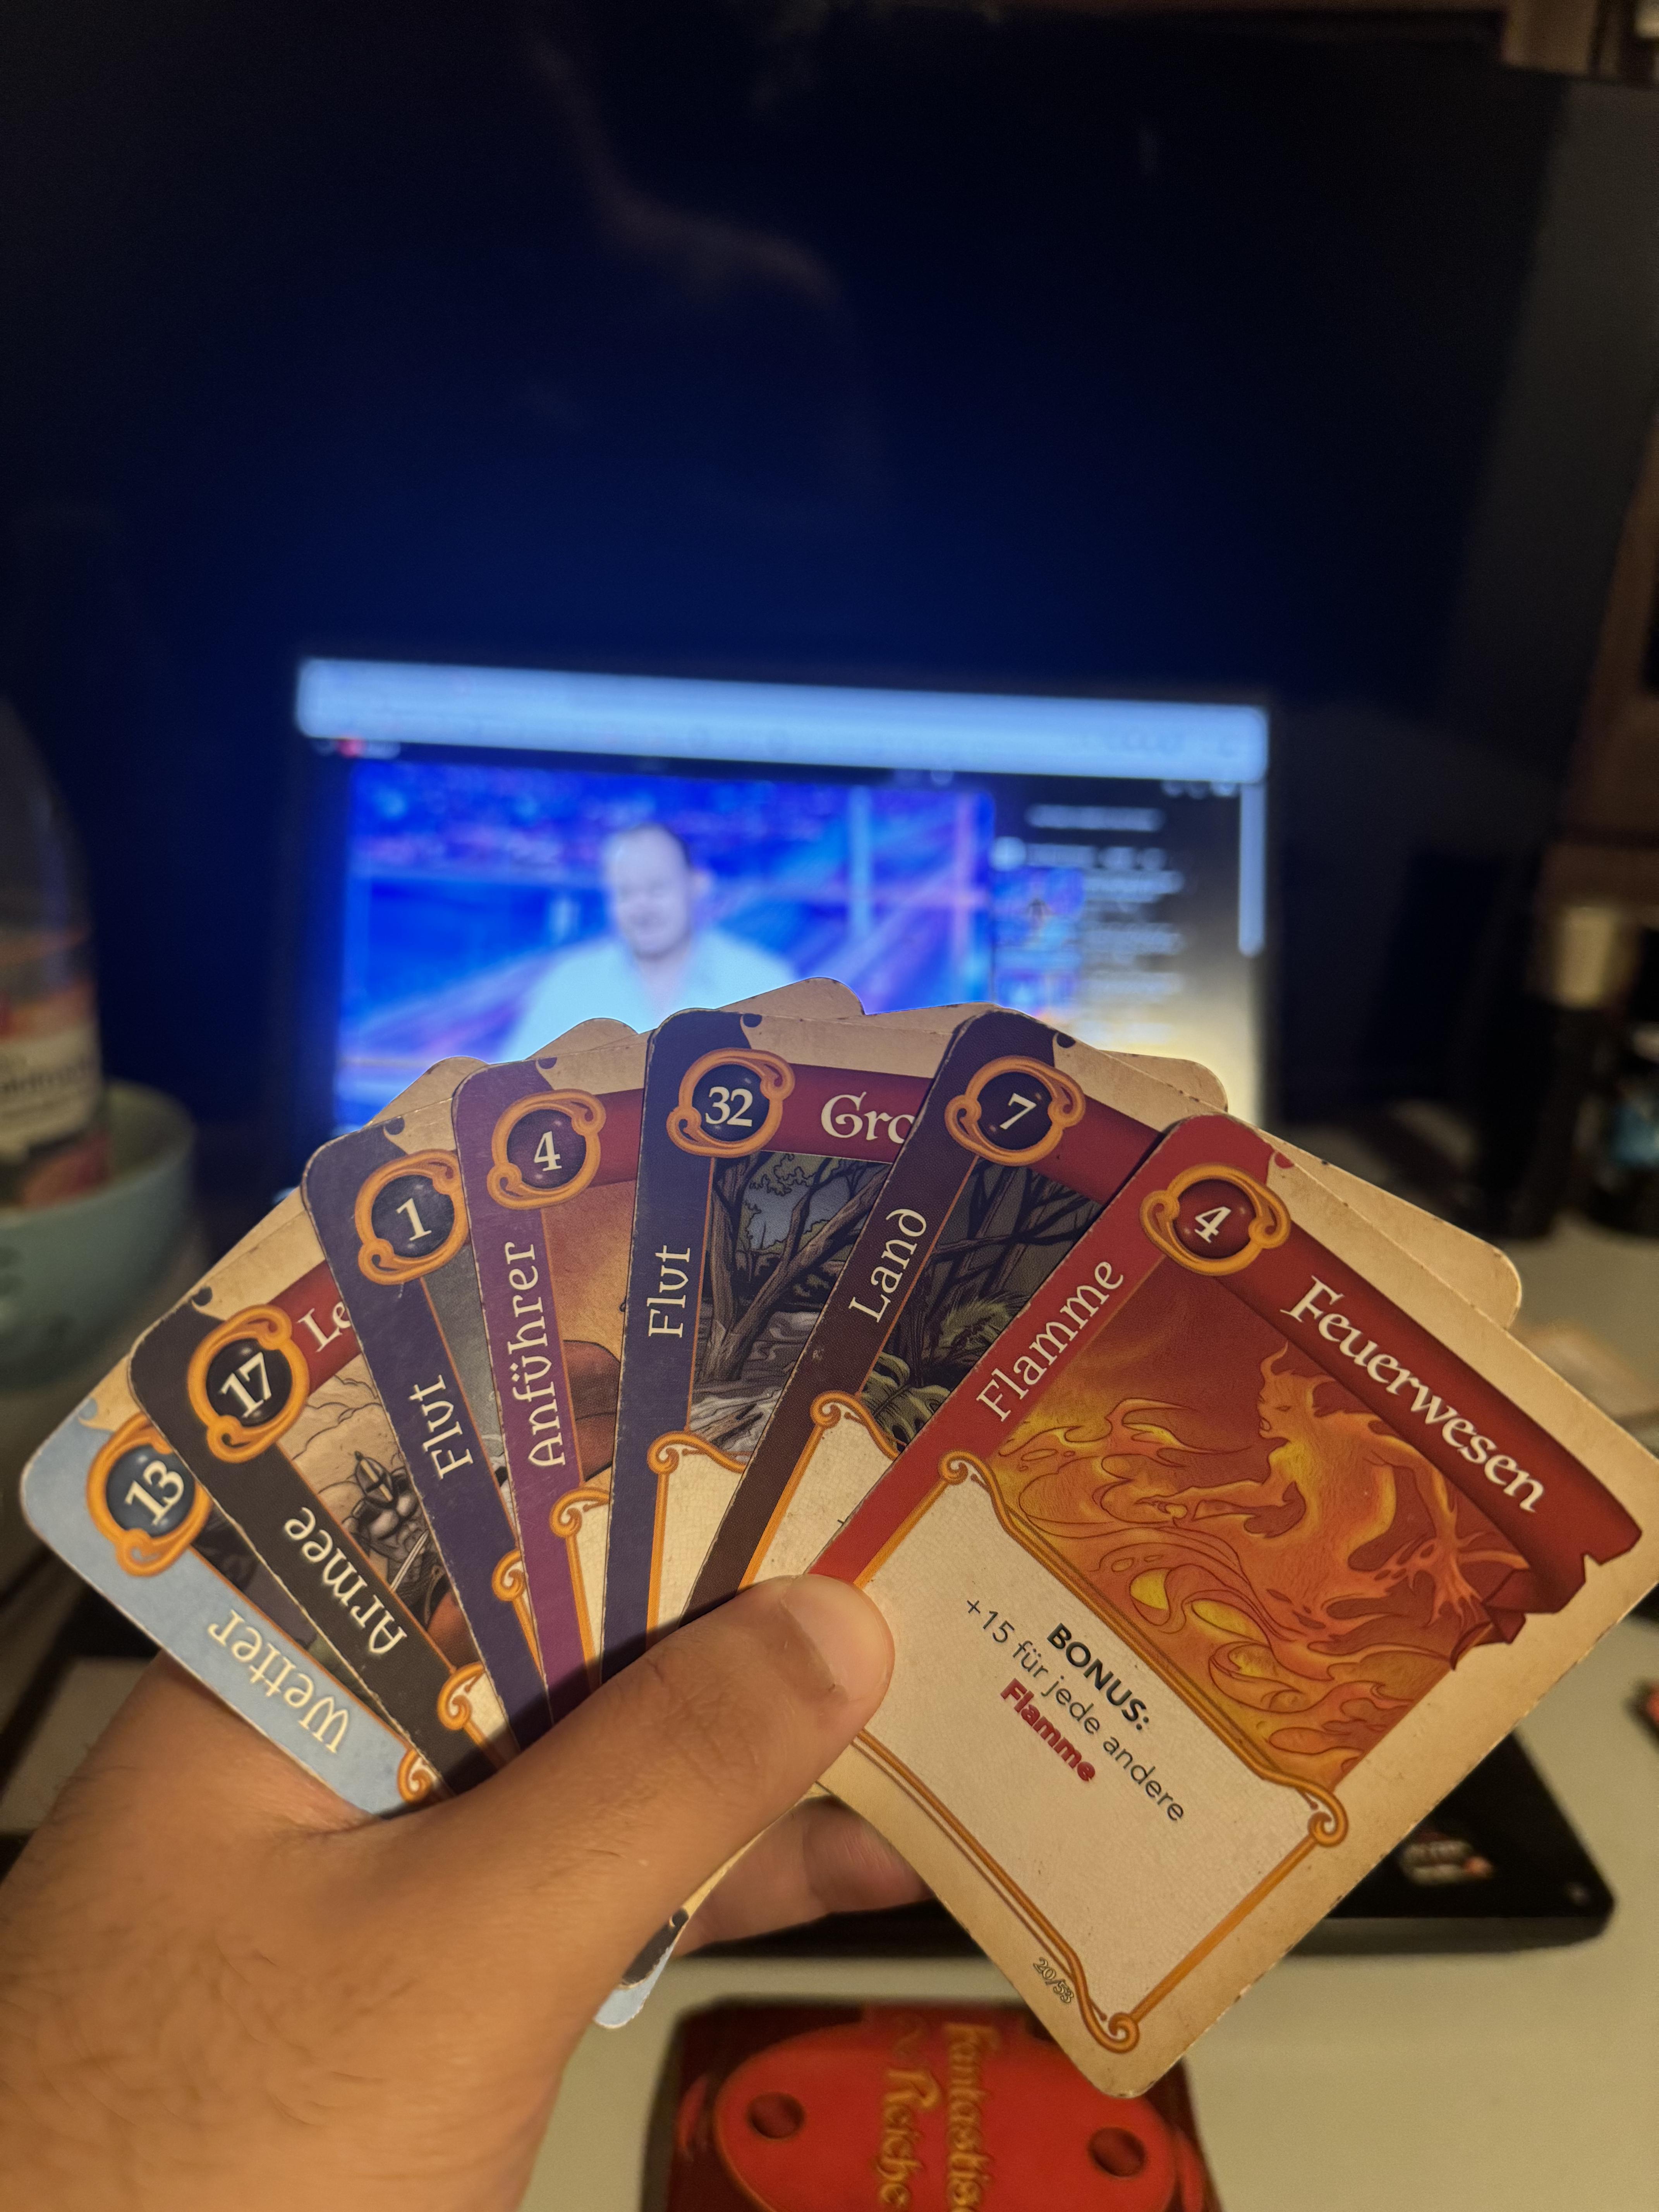 13
Wetter
17
Le
Armee
1
Flut
4
Anführer
32
Gro
Flut
7
Land
4
Feuerwesen
Flamme
BONUS:
+15 für jede andere
Flamme
20/53
Fantastisc
Reiche